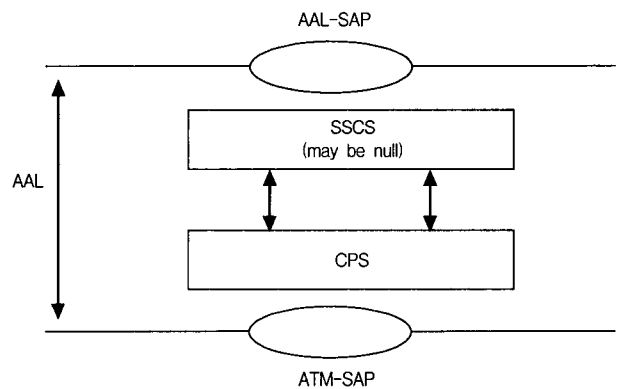 AAL-SAP
SSCS
(may be null)
AAL
CPS
ATM-SAP